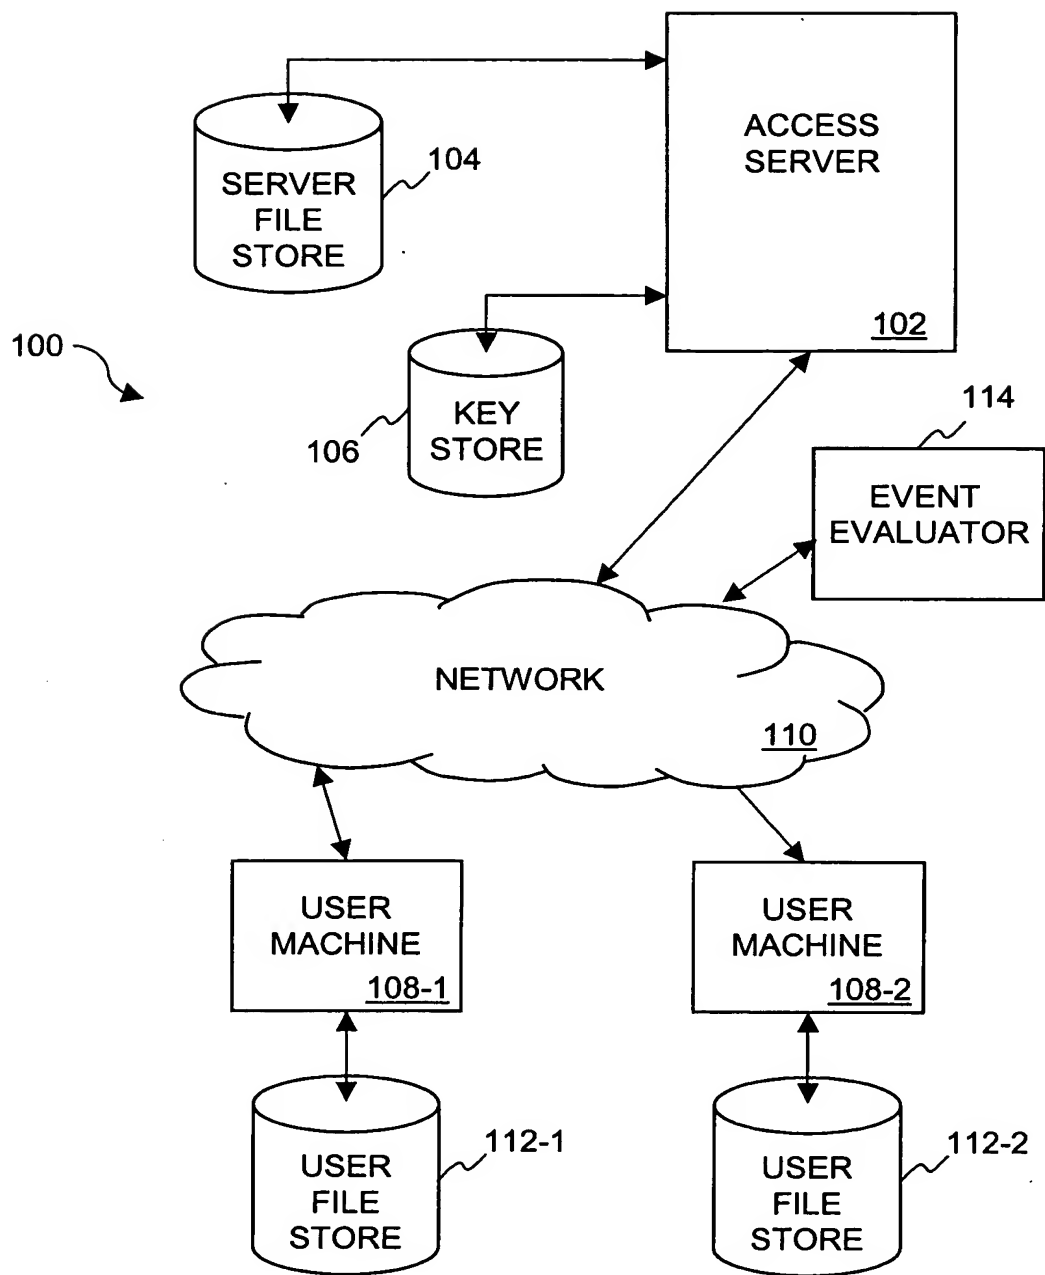 ACCESS
SERVER
102
104
SERVER
FILE
STORE
100
106
KEY
STORE
114
EVENT
EVALUATOR
NETWORK
110
USER
MACHINE
108-1
USER
MACHINE
108-2
112-1
USER
FILE
STORE
112-2
USER
FILE
STORE